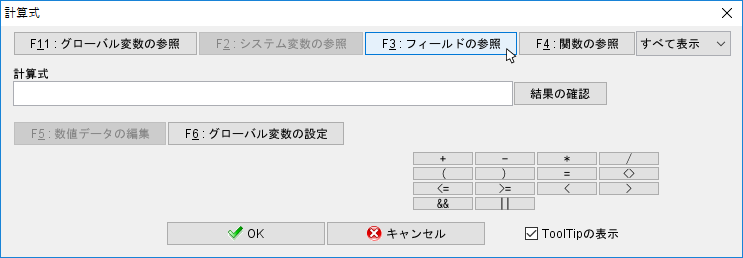 計算式
F11 : グローバル変数の参照 F2 : システム変数の参照 F3 : フィールドの参照 F4 : 関数の参照 すべて表示
計算式
結果の確認
F5 : 数値データの編集 F6 : グローバル変数の設定
+ - * /
( ) = <>
<= >= < >
&& ||
OK キャンセル ToolTipの表示